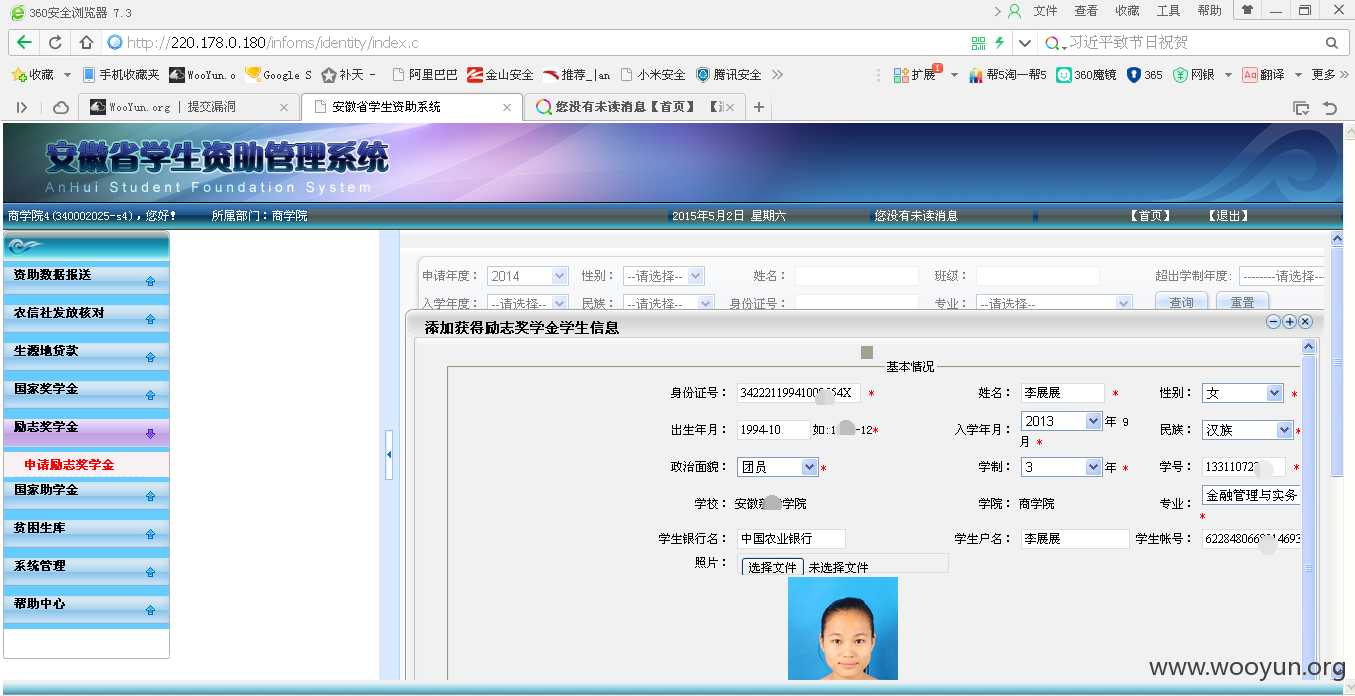 360安全浏览器 7.3 文件 查看 收藏 工具 帮助
http://220.178.0.180/infoms/identity/index.c 习近平致节日祝贺
收藏 手机收藏夹 WooYun.o Google S 补天 - 阿里巴巴 金山安全 推荐_|an 小米安全 腾讯安全 扩展 1 帮5淘一帮5 360魔镜 365 网银 Aa 翻译 更多
WooYun.org | 提交漏洞 安徽省学生资助系统 您没有未读消息【首页】
安徽省学生资助管理系统
AnHui Student Foundation System
商学院4(340002025-s4)，您好! 所属部门：商学院 2015年5月2日 星期六 您没有未读消息 【首页】 【退出】
资助数据报送
农信社发放核对
生源地贷款
国家奖学金
励志奖学金
申请励志奖学金
国家助学金
贫困生库
系统管理
帮助中心
申请年度： 2014 性别： --请选择-- 姓名： 班级： 超出学制年度： --------请选择---
入学年度： --请选择-- 民族： --请选择-- 身份证号： 专业： --请选择-- 查询 重置
添加获得励志奖学金学生信息
基本情况
身份证号： 姓名： 李展展 * 性别： 女 *
出生年月： 1994-10 入学年月： 2013 年 9月 * 民族： 汉族 *
政治面貌： 团员 * 学制： 3 年 * 学号： *
学校： 安徽 学院 学院： 商学院 专业： 金融管理与实务 *
学生银行名： 中国农业银行 学生户名： 李展展 学生帐号：
照片： 选择文件 未选择文件
www.wooyun.org